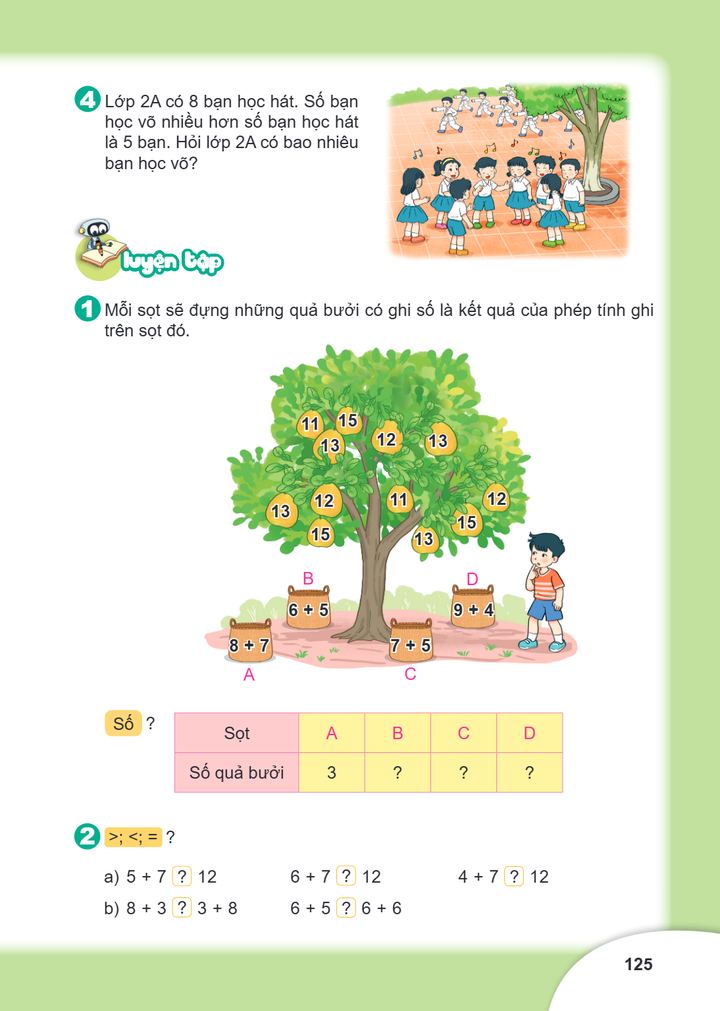 4 Lớp 2A có 8 bạn học hát. Số bạn
học võ nhiều hơn số bạn học hát
là 5 bạn. Hỏi lớp 2A có bao nhiêu
bạn học võ?
luyện tập
1 Mỗi sọt sẽ đựng những quả bưởi có ghi số là kết quả của phép tính ghi
trên sọt đó.
11 15
13 12 13
13 12 11 12
15 13 15
B D
6 + 5 9 + 4
8 + 7 7 + 5
A C
Số ?
Sọt A B C D
Số quả bưởi 3 ? ? ?
2 >; <; = ?
a) 5 + 7 ? 12 6 + 7 ? 12 4 + 7 ? 12
b) 8 + 3 ? 3 + 8 6 + 5 ? 6 + 6
125